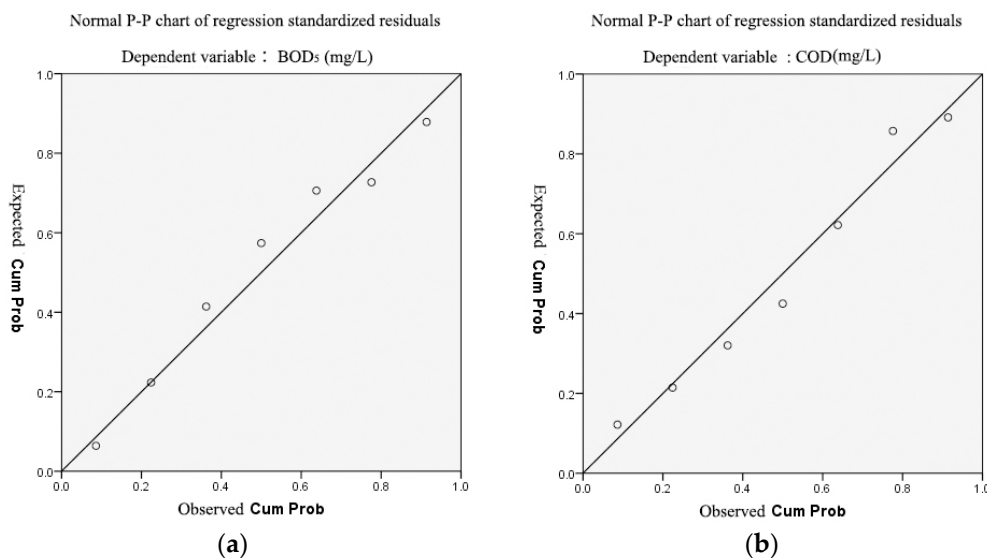 Normal P-P chart of regression standardized residuals
Dependent variable： BOD₅ (mg/L)
1.0
0.8
0.6
0.4
0.2
0.0
Expected Cum Prob
0.0 0.2 0.4 0.6 0.8 1.0
Observed Cum Prob
(a)
Normal P-P chart of regression standardized residuals
Dependent variable : COD(mg/L)
1.0
0.8
0.6
0.4
0.2
0.0
Expected Cum Prob
0.0 0.2 0.4 0.6 0.8 1.0
Observed Cum Prob
(b)